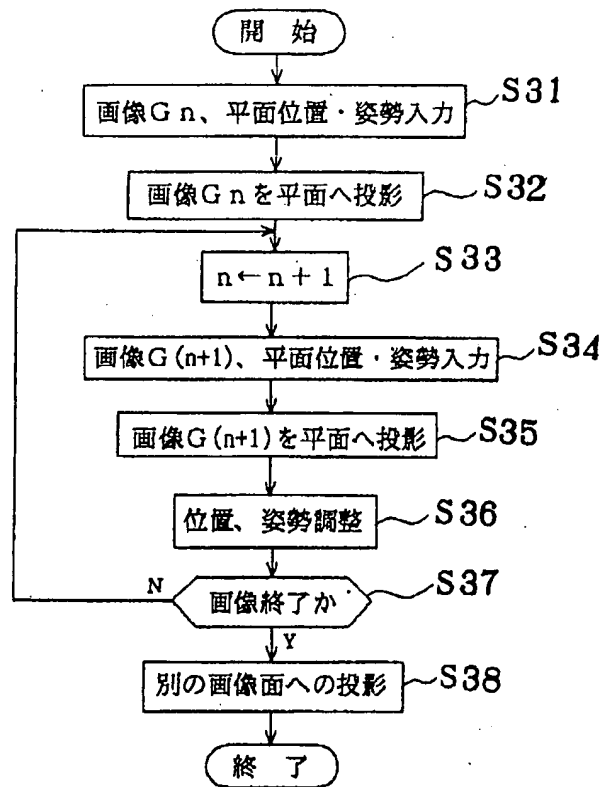 開 始
画像Gn、平面位置・姿勢入力
S31
画像Gnを平面へ投影
S32
n←n+1
S33
画像G(n+1)、平面位置・姿勢入力
S34
画像G(n+1)を平面へ投影
S35
位置、姿勢調整
S36
画像終了か
S37
N
Y
別の画像面への投影
S38
終 了